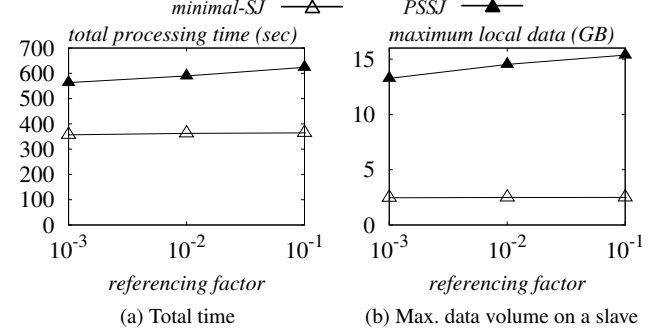 minimal-SJ PSSJ
total processing time (sec)
700
600
500
400
300
200
100
0
10-3 10-2 10-1
referencing factor
(a) Total time
maximum local data (GB)
15
10
5
0
10-3 10-2 10-1
referencing factor
(b) Max. data volume on a slave